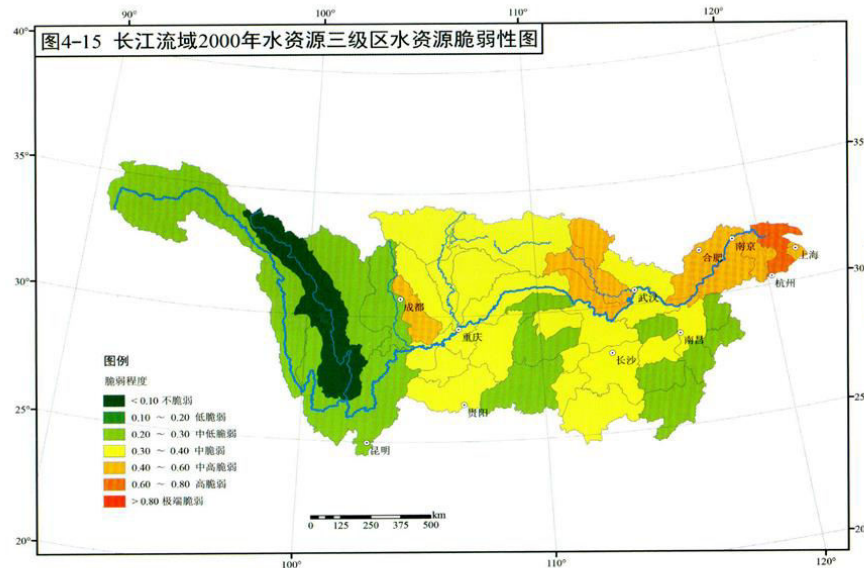 90°
100°
110°
120°
40°
图4-15 长江流域2000年水资源三级区水资源脆弱性图
35°
35
30°
30
合肥
南京
上海
杭州
成都
武汉
重庆
南昌
长沙
贵阳
昆明
图例
脆弱程度
< 0.10 不脆弱
0.10 ~ 0.20 低脆弱
0.20 ~ 0.30 中低脆弱
0.30 ~ 0.40 中脆弱
0.40 ~ 0.60 中高脆弱
0.60 ~ 0.80 高脆弱
> 0.80 极端脆弱
25°
25
km
0 125 250 375 500
20°
20
100°
110°
120°